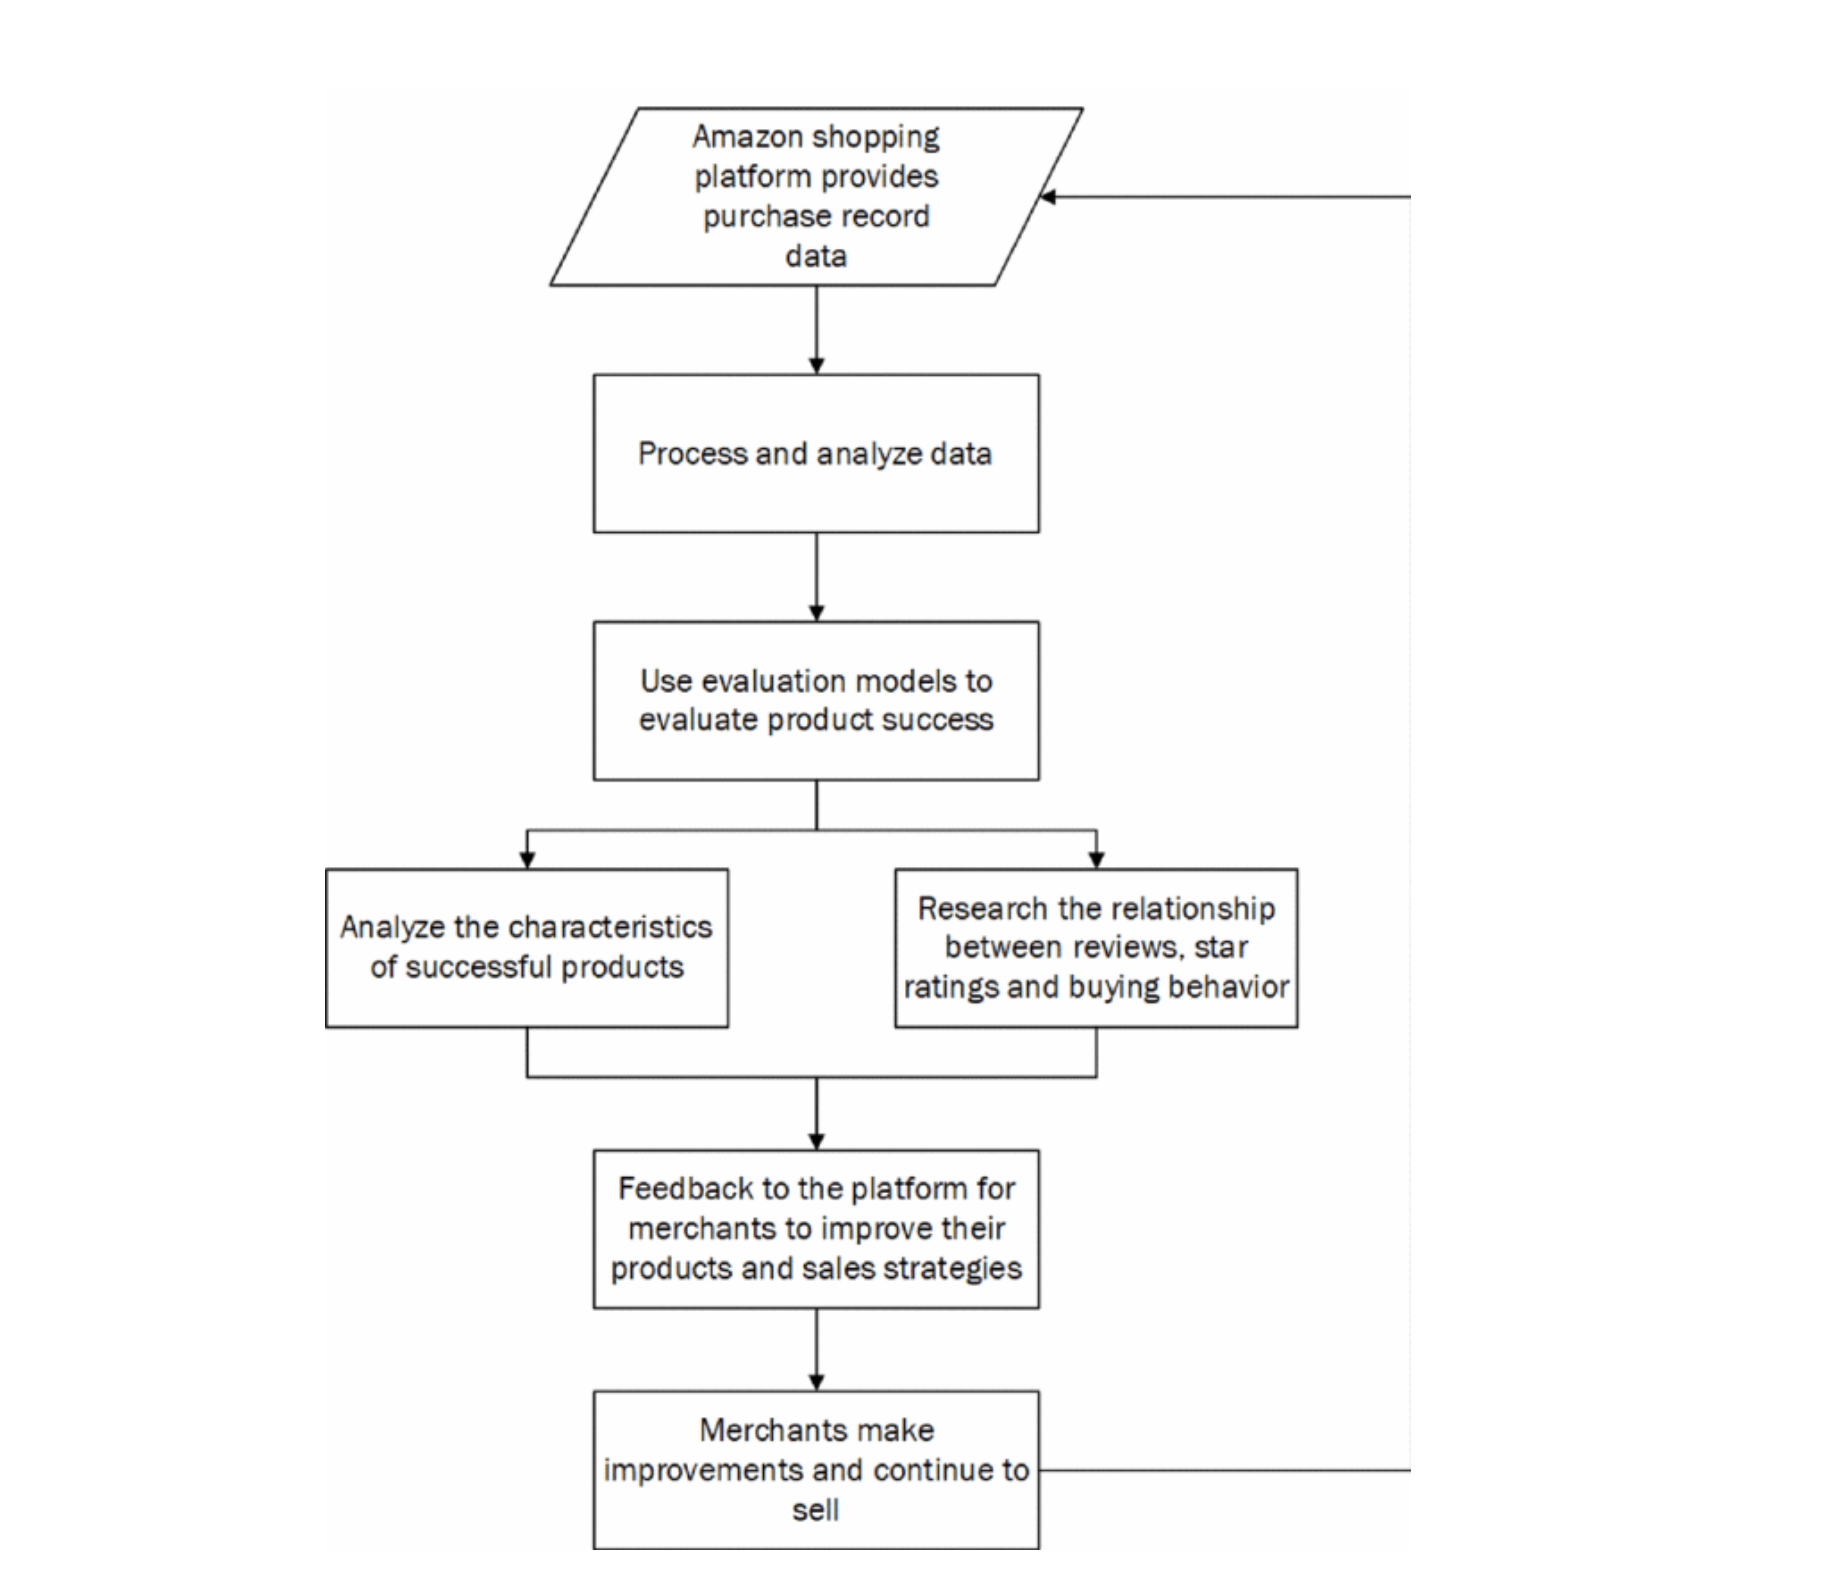 Amazon shopping
platform provides
purchase record
data
Process and analyze data
Use evaluation models to
evaluate product success
Analyze the characteristics
of successful products
Research the relationship
between reviews, star
ratings and buying behavior
Feedback to the platform for
merchants to improve their
products and sales strategies
Merchants make
improvements and continue to
sell